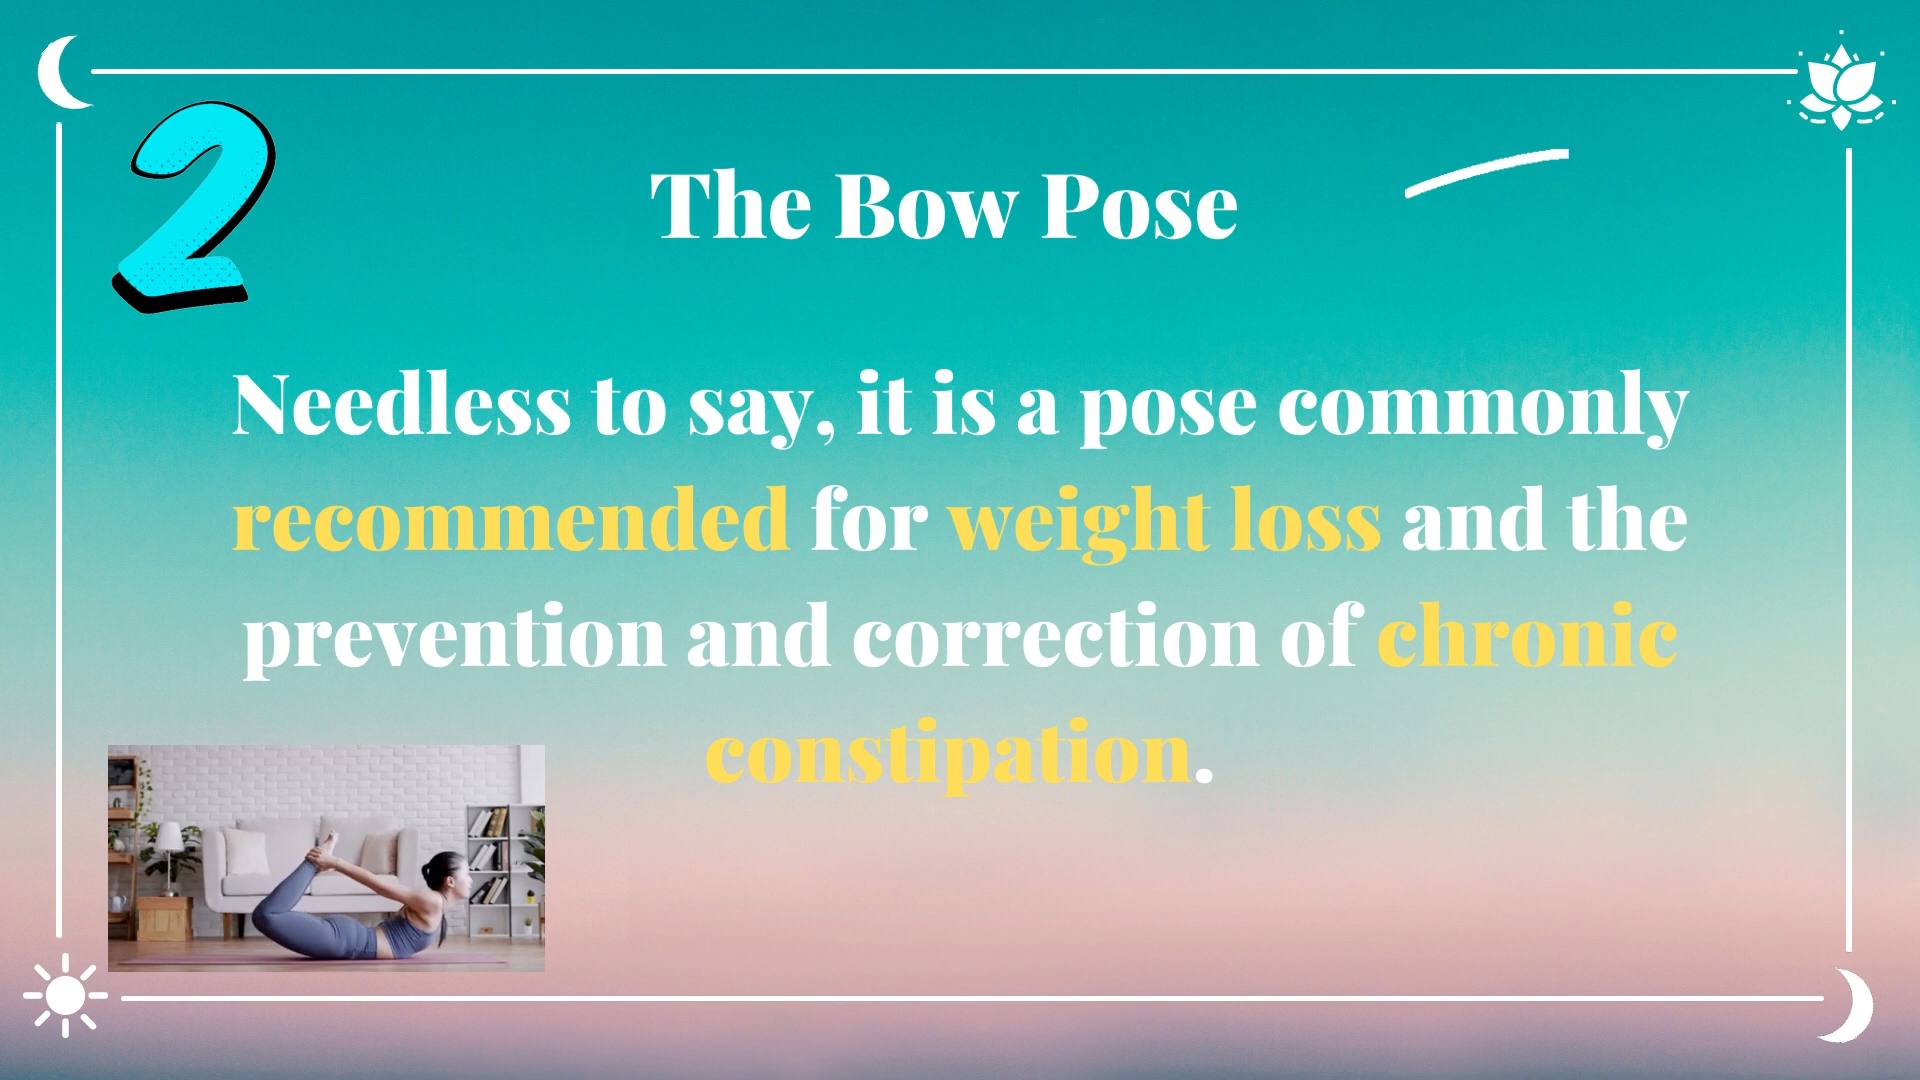 2
The Bow Pose
Needless to say, it is a pose commonly
recommended for weight loss and the
prevention and correction of chronic
constipation.